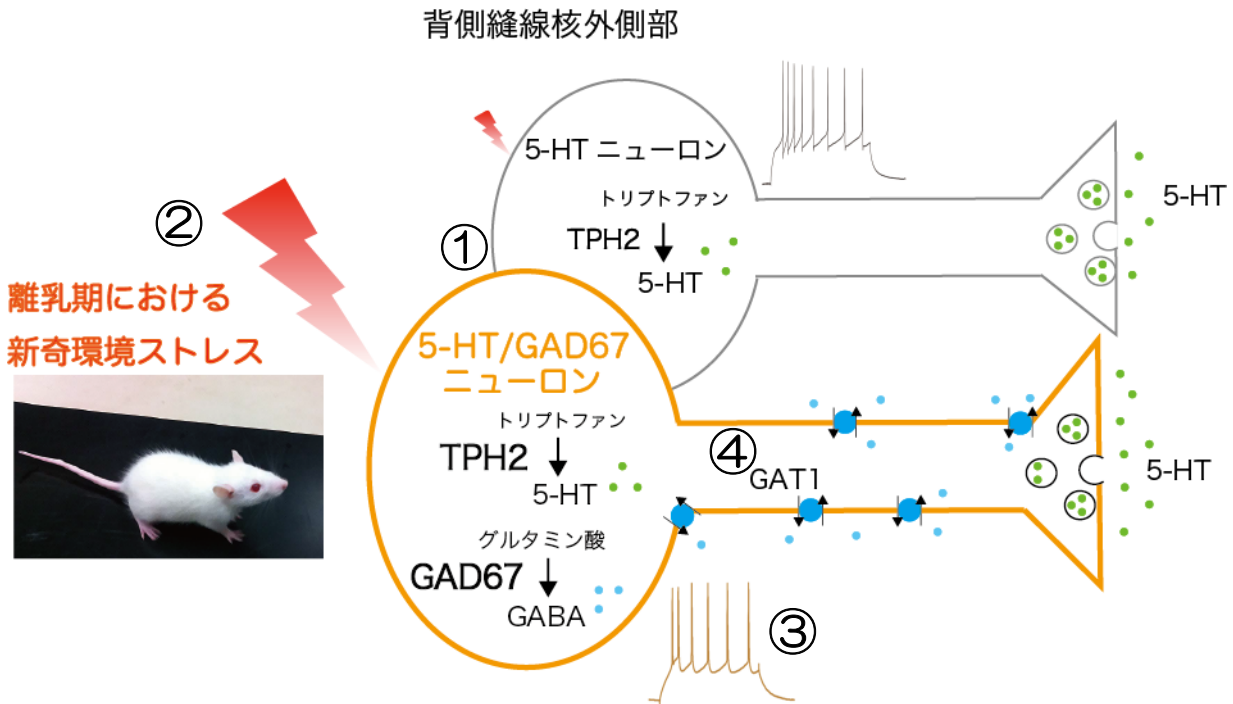 背側縫線核外側部
5-HT ニューロン
トリプトファン
TPH2
5-HT
5-HT
①
②
離乳期における
新奇環境ストレス
5-HT/GAD67
ニューロン
トリプトファン
TPH2
5-HT
グルタミン酸
GAD67
GABA
④
GAT1
5-HT
③